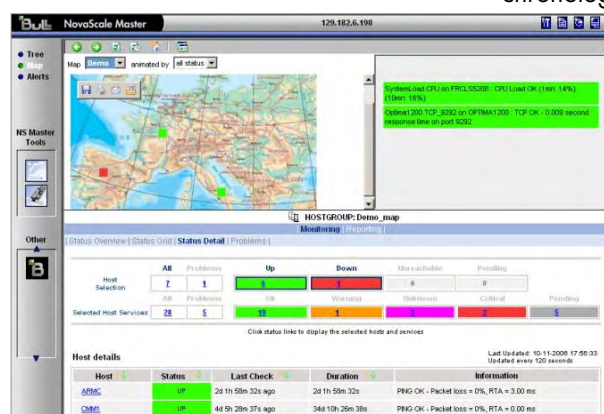 chronolog
Bull NovaScale Master 129.182.6.198
Tree
Map
Alerts
Map Demo animated by all status
SystemLoad.CPU on FRCLS5208 : CPU Load OK (1mn: 14%)
(10mn: 16%)
Optima1200.TCP_9292 on OPTIMA1200 : TCP OK - 0.009 second
response time on port 9292
NS Master
Tools
HOSTGROUP: Demo_map
Monitoring | Reporting |
Other
| Status Overview | Status Grid | Status Detail | Problems |
All Problems Up Down Unreachable Pending
Host
Selection
7 1 6 1 0 0
All Problems Ok Warning Unknown Critical Pending
Selected Host Services 28 5 18 1 2 2 5
Click status links to display the selected hosts and services
Host details
Last Updated: 10-11-2006 17:56:33
Updated every 120 seconds
Host Status Last Check Duration Information
ARMC UP 2d 1h 58m 32s ago 2d 1h 58m 32s PING OK - Packet loss = 0%, RTA = 3.00 ms
CMM1 UP 4d 5h 28m 37s ago 34d 10h 26m 38s PING OK - Packet loss = 0%, RTA = 0.00 ms